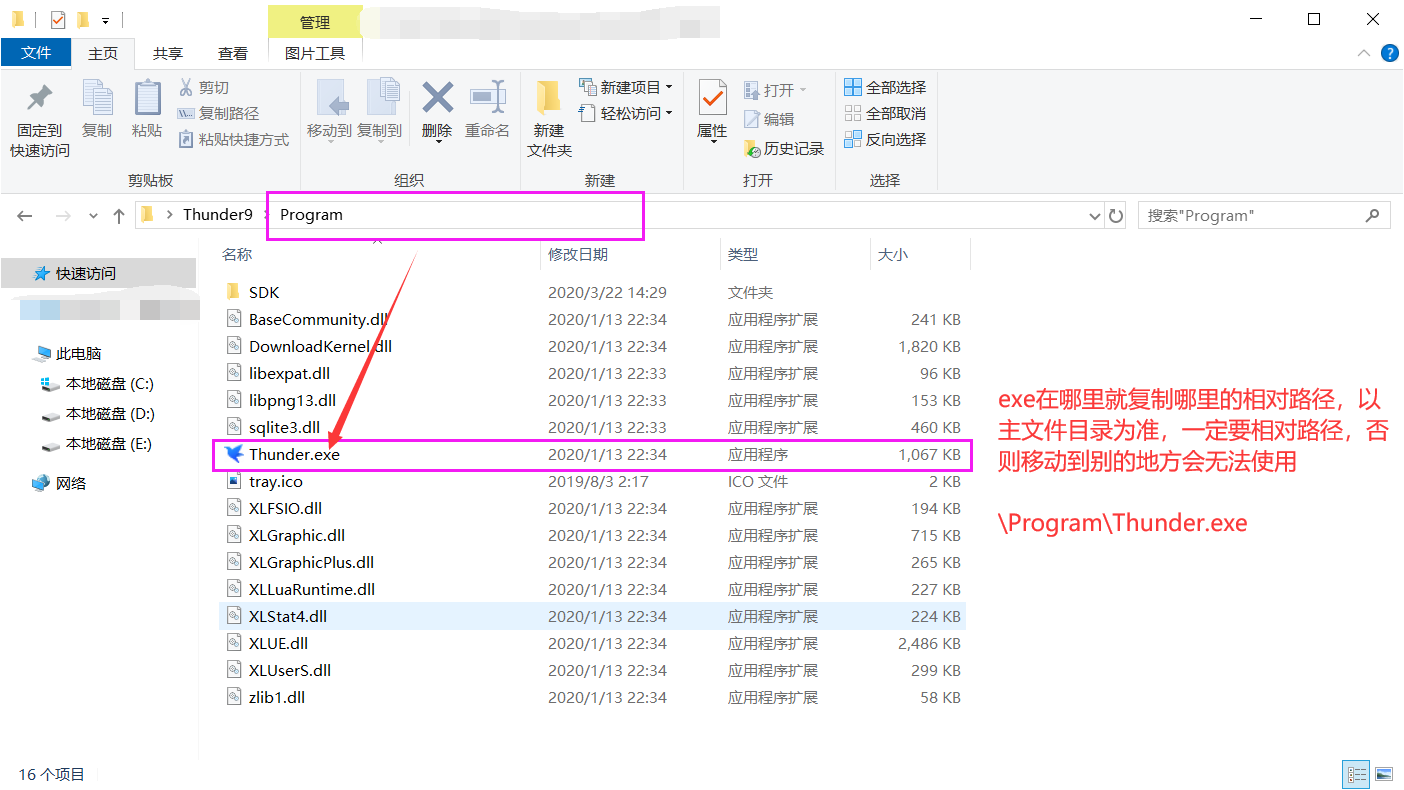 管理
文件 主页 共享 查看 图片工具
固定到
快速访问
复制
粘贴
剪切
复制路径
粘贴快捷方式
剪贴板
移动到
复制到
删除
重命名
组织
新建
文件夹
新建项目
轻松访问
新建
属性
打开
编辑
历史记录
打开
全部选择
全部取消
反向选择
选择
Thunder9 Program
搜索"Program"
快速访问
此电脑
本地磁盘 (C:)
本地磁盘 (D:)
本地磁盘 (E:)
网络
名称 修改日期 类型 大小
SDK 2020/3/22 14:29 文件夹
BaseCommunity.dll 2020/1/13 22:34 应用程序扩展 241 KB
DownloadKernel.dll 2020/1/13 22:34 应用程序扩展 1,820 KB
libexpat.dll 2020/1/13 22:33 应用程序扩展 96 KB
libpng13.dll 2020/1/13 22:33 应用程序扩展 153 KB
sqlite3.dll 2020/1/13 22:33 应用程序扩展 460 KB
Thunder.exe 2020/1/13 22:34 应用程序 1,067 KB
tray.ico 2019/8/3 2:17 ICO 文件 2 KB
XLFSIO.dll 2020/1/13 22:34 应用程序扩展 194 KB
XLGraphic.dll 2020/1/13 22:34 应用程序扩展 715 KB
XLGraphicPlus.dll 2020/1/13 22:34 应用程序扩展 265 KB
XLLuaRuntime.dll 2020/1/13 22:34 应用程序扩展 227 KB
XLStat4.dll 2020/1/13 22:34 应用程序扩展 224 KB
XLUE.dll 2020/1/13 22:34 应用程序扩展 2,486 KB
XLUserS.dll 2020/1/13 22:34 应用程序扩展 299 KB
zlib1.dll 2020/1/13 22:34 应用程序扩展 58 KB
exe在哪里就复制哪里的相对路径，以
主文件目录为准，一定要相对路径，否
则移动到别的地方会无法使用
\Program\Thunder.exe
16 个项目